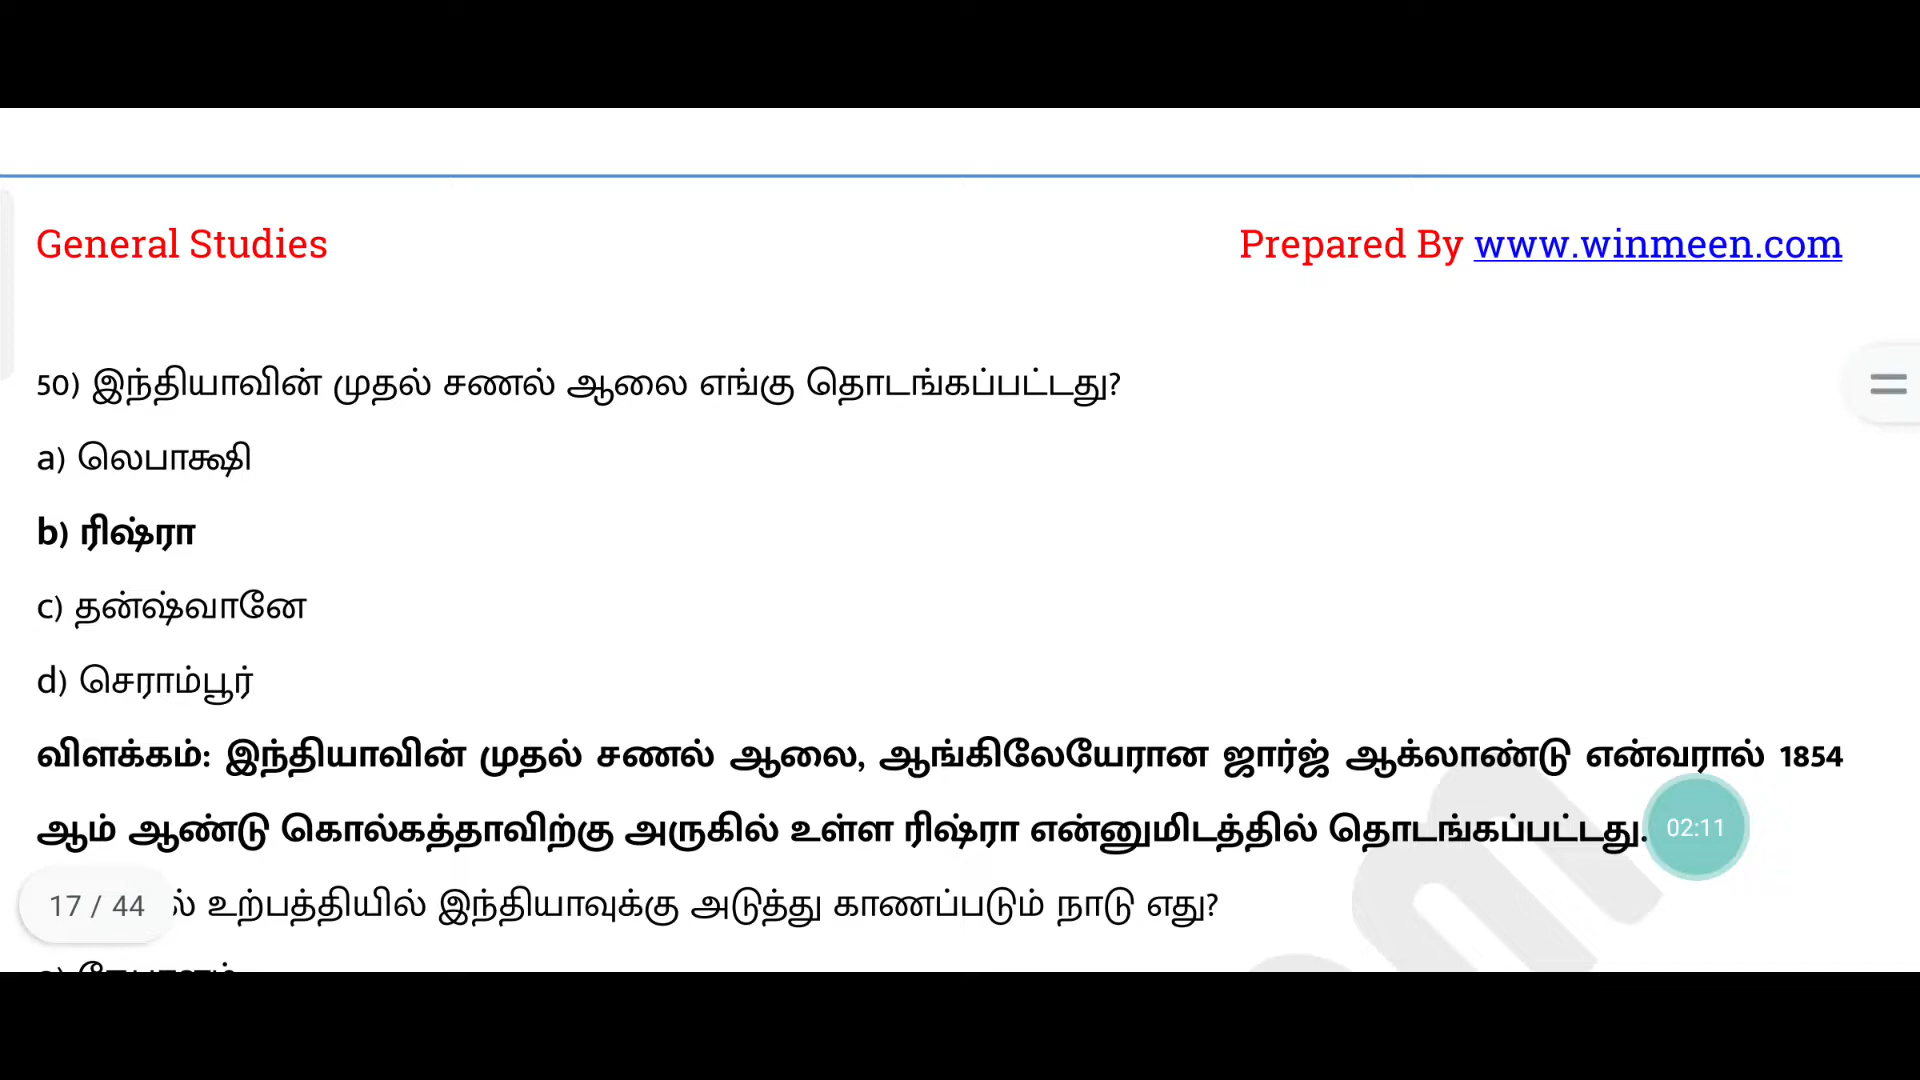 General Studies Prepared By www.winmeen.com
50) இந்தியாவின் முதல் சணல் ஆலை எங்கு தொடங்கப்பட்டது?
a) லெபாக்ஷி
b) ரிஷ்ரா
c) தன்ஷ்வானே
d) செராம்பூர்
விளக்கம்: இந்தியாவின் முதல் சணல் ஆலை, ஆங்கிலேயேரான ஜார்ஜ் ஆக்லாண்டு என்வரால் 1854
ஆம் ஆண்டு கொல்கத்தாவிற்கு அருகில் உள்ள ரிஷ்ரா என்னுமிடத்தில் தொடங்கப்பட்டது.
02:11
17 / 44
உற்பத்தியில் இந்தியாவுக்கு அடுத்து காணப்படும் நாடு எது?